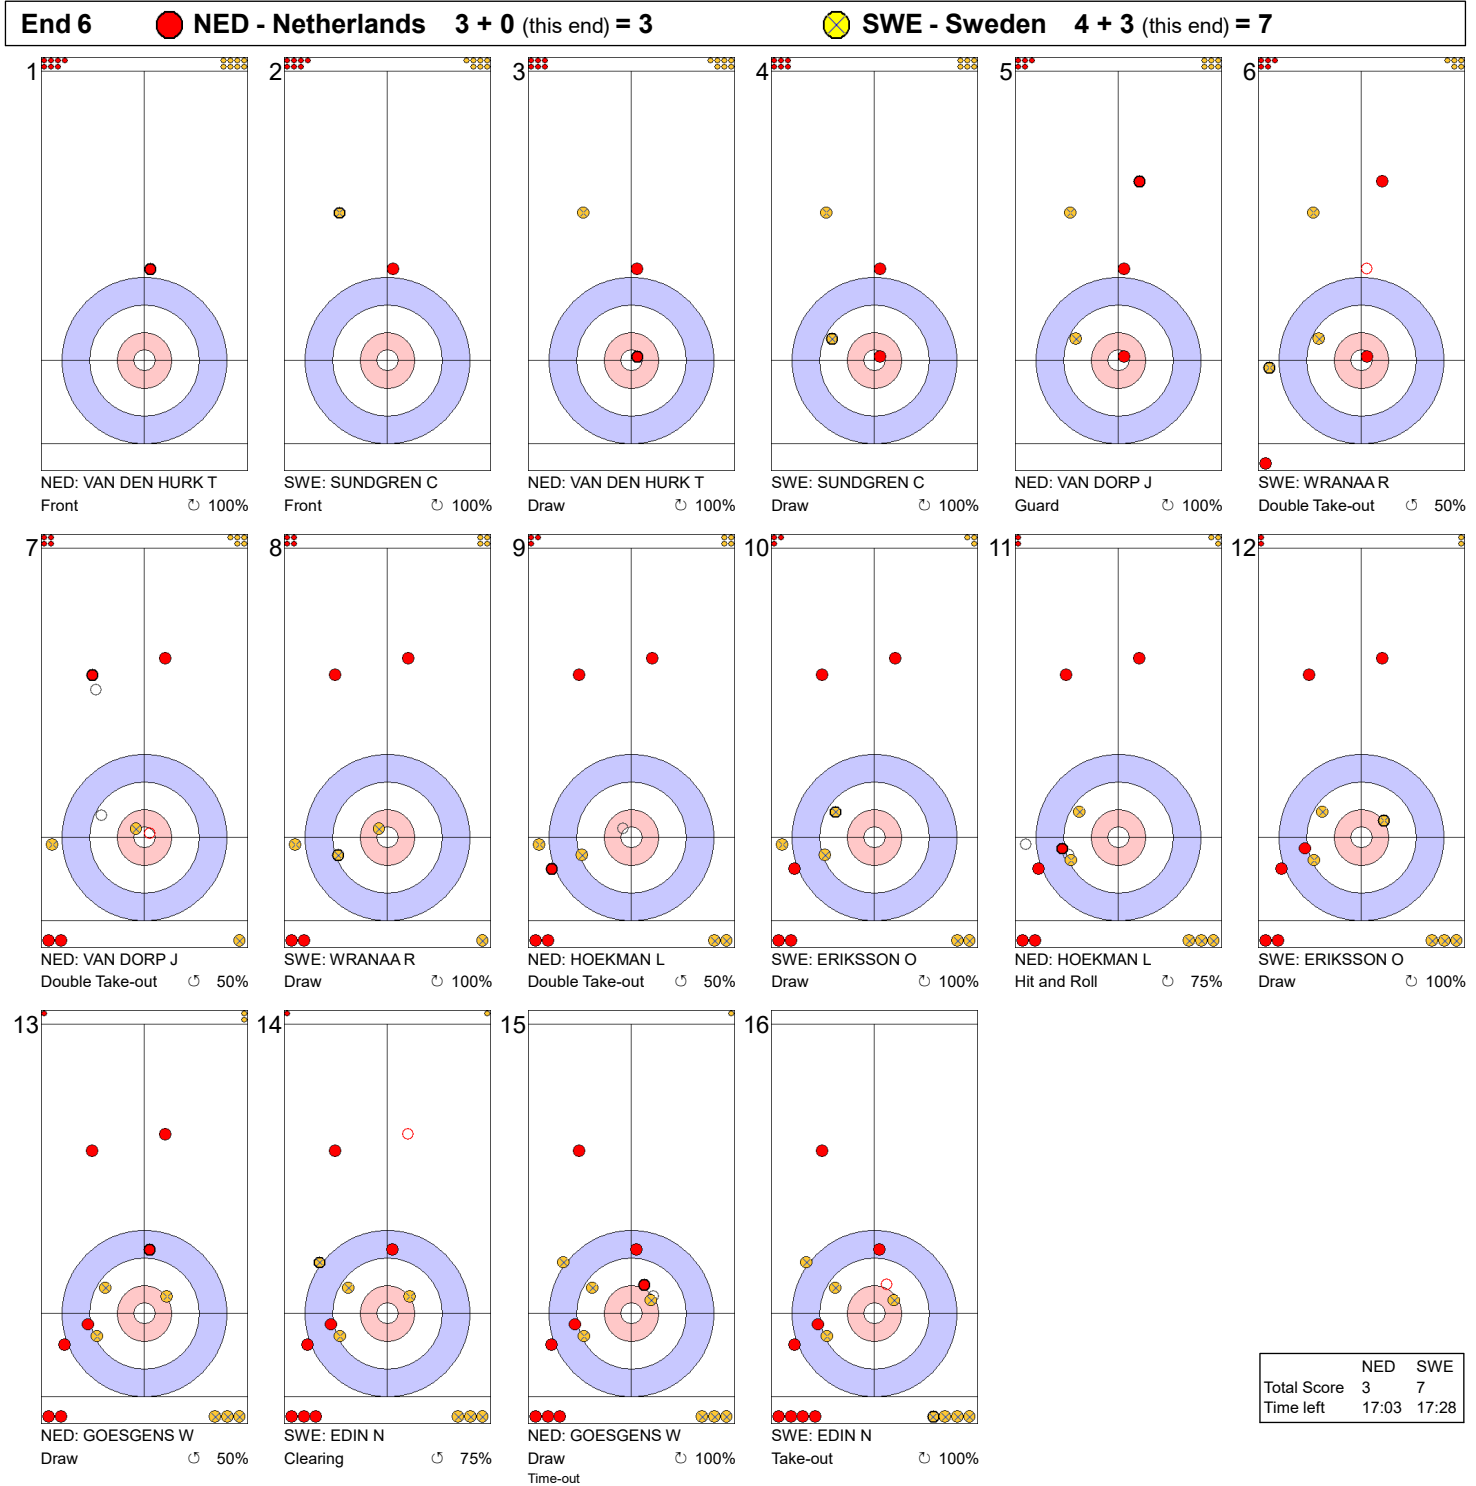 End 6 NED - Netherlands 3 + 0 (this end) = 3 SWE - Sweden 4 + 3 (this end) = 7
1 2 3 4 5 6
NED: VAN DEN HURK T SWE: SUNDGREN C NED: VAN DEN HURK T SWE: SUNDGREN C NED: VAN DORP J SWE: WRANAA R
Front ↻ 100% Front ↻ 100% Draw ↻ 100% Draw ↻ 100% Guard ↻ 100% Double Take-out ↺ 50%
7 8 9 10 11 12
NED: VAN DORP J SWE: WRANAA R NED: HOEKMAN L SWE: ERIKSSON O NED: HOEKMAN L SWE: ERIKSSON O
Double Take-out ↺ 50% Draw ↻ 100% Double Take-out ↺ 50% Draw ↻ 100% Hit and Roll ↻ 75% Draw ↻ 100%
13 14 15 16
NED SWE
Total Score 3 7
Time left 17:03 17:28
NED: GOESGENS W SWE: EDIN N NED: GOESGENS W SWE: EDIN N
Draw ↺ 50% Clearing ↺ 75% Draw ↻ 100% Take-out ↺ 100%
Time-out